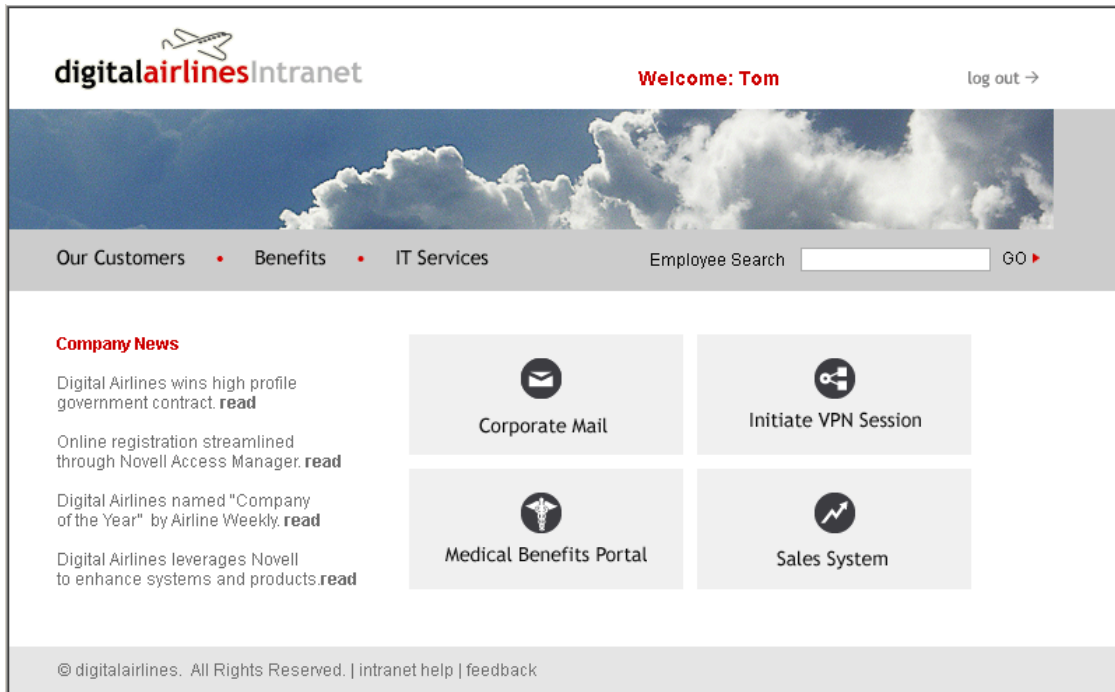 digitalairlinesIntranet
Welcome: Tom
log out →
Our Customers • Benefits • IT Services
Employee Search GO
Company News
Digital Airlines wins high profile
government contract. read
Online registration streamlined
through Novell Access Manager. read
Digital Airlines named "Company
of the Year" by Airline Weekly. read
Digital Airlines leverages Novell
to enhance systems and products.read
Corporate Mail
Initiate VPN Session
Medical Benefits Portal
Sales System
© digitalairlines. All Rights Reserved. | intranet help | feedback